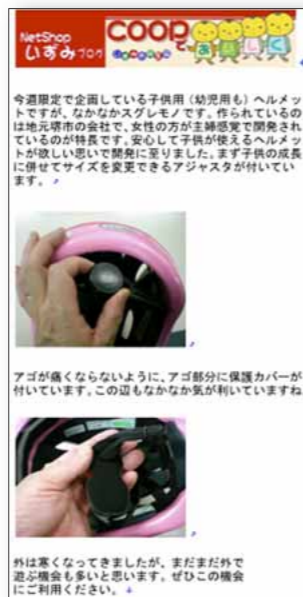 NetShop
いずみブログ
COOP
で
おいしく
今週限定で企画している子供用（幼児用も）ヘルメッ
トですが、なかなかスグレモノです。作られているの
は地元堺市の会社で、女性の方が主婦感覚で開発され
ているのが特長です。安心して子供が使えるヘルメッ
トが欲しい思いで開発に至りました。まず子供の成長
に併せてサイズを変更できるアジャスタが付いてい
ます。
アゴが痛くならないように、アゴ部分に保護カバーが
付いています。この辺もなかなか気が利いていますね
外は寒くなってきましたが、まだまだ外で
遊ぶ機会も多いと思います。ぜひこの機会
にご利用ください。